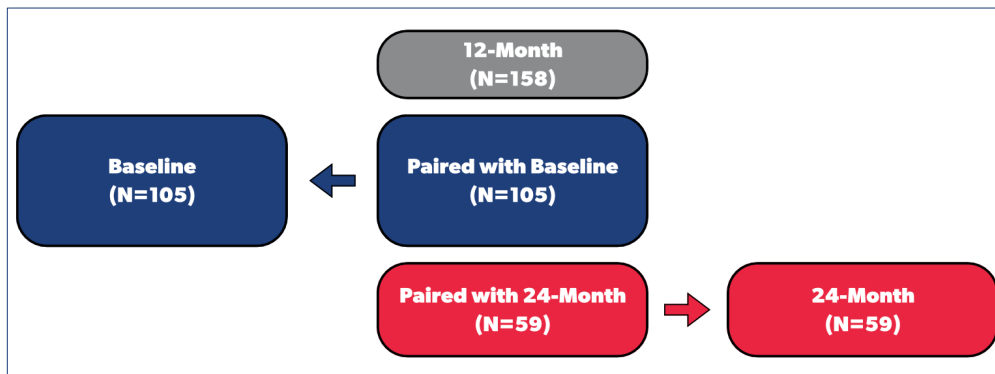 12-Month
(N=158)
Baseline
(N=105)
Paired with Baseline
(N=105)
Paired with 24-Month
(N=59)
24-Month
(N=59)